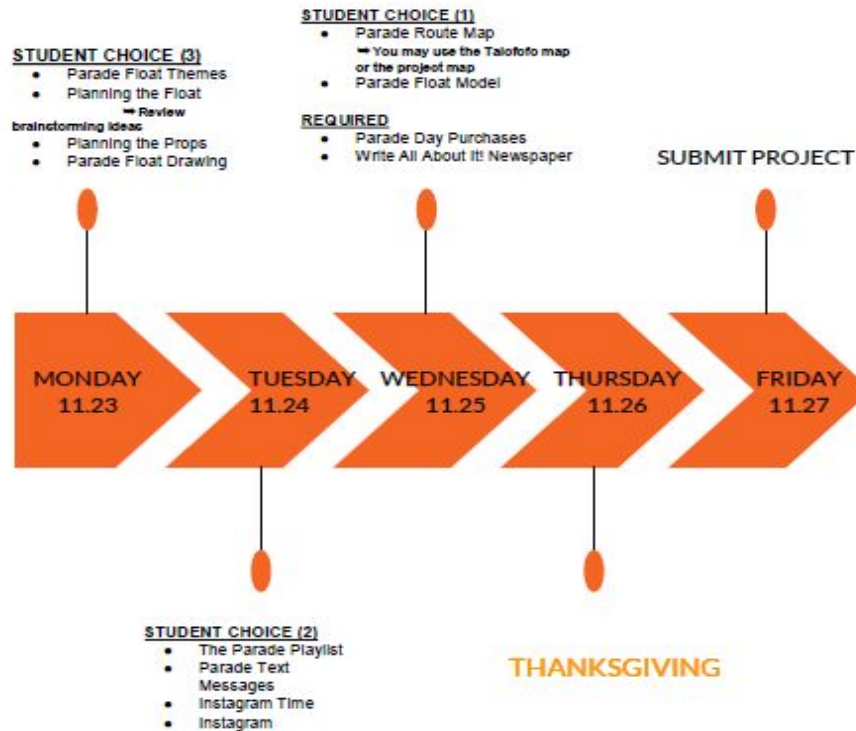 STUDENT CHOICE (3)
● Parade Float Themes
● Planning the Float
➡ Review
brainstorming ideas
● Planning the Props
● Parade Float Drawing
STUDENT CHOICE (1)
● Parade Route Map
➡ You may use the Talofofo map
or the project map
● Parade Float Model
REQUIRED
● Parade Day Purchases
● Write All About It! Newspaper
SUBMIT PROJECT
MONDAY
11.23
TUESDAY
11.24
WEDNESDAY
11.25
THURSDAY
11.26
FRIDAY
11.27
STUDENT CHOICE (2)
● The Parade Playlist
● Parade Text
Messages
● Instagram Time
● Instagram
THANKSGIVING